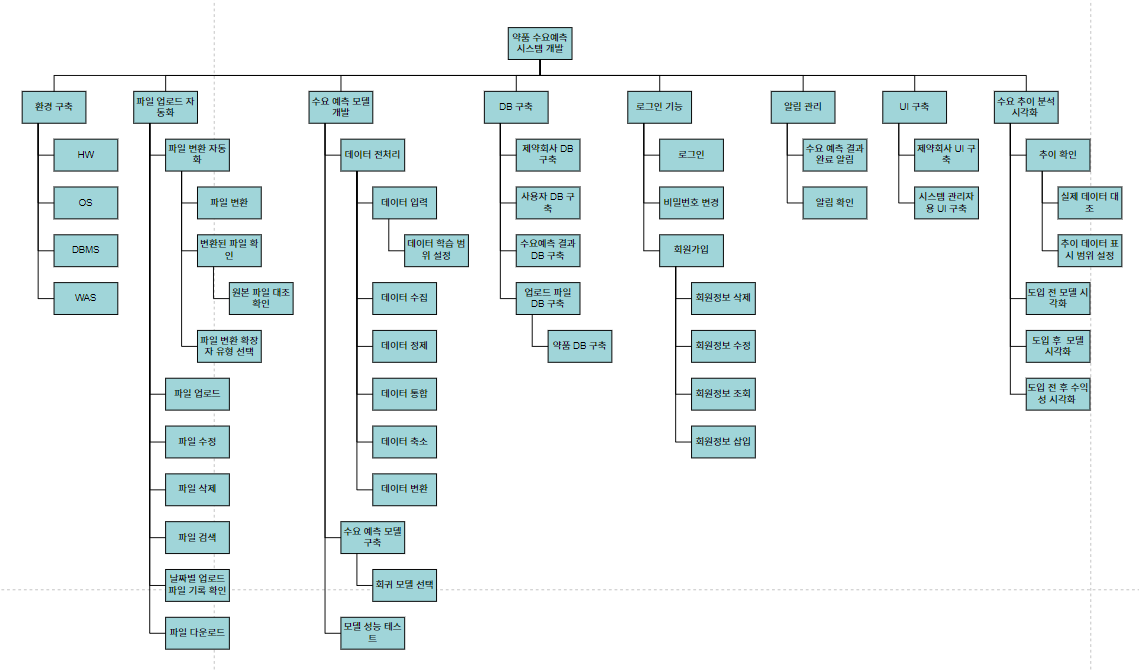 약품 수요예측
시스템 개발
환경 구축
HW
OS
DBMS
WAS
파일 업로드 자
동화
파일 변환 자동
화
파일 변환
변환된 파일 확
인
원본 파일 대조
확인
파일 변환 확장
자 유형 선택
파일 업로드
파일 수정
파일 삭제
파일 검색
날짜별 업로드
파일 기록 확인
파일 다운로드
수요 예측 모델
개발
데이터 전처리
데이터 입력
데이터 학습 범
위 설정
데이터 수집
데이터 정제
데이터 통합
데이터 축소
데이터 변환
수요 예측 모델
구축
회귀 모델 선택
모델 성능 테스
트
DB 구축
제약회사 DB
구축
사용자 DB 구
축
수요예측 결과
DB 구축
업로드 파일
DB 구축
약품 DB 구축
로그인 기능
로그인
비밀번호 변경
회원가입
회원정보 삭제
회원정보 수정
회원정보 조회
회원정보 삽입
알림 관리
수요 예측 결과
완료 알림
알림 확인
UI 구축
제약회사 UI 구
축
시스템 관리자
용 UI 구축
수요 추이 분석
시각화
추이 확인
실제 데이터 대
조
추이 데이터 표
시 범위 설정
도입 전 모델 시
각화
도입 후 모델
시각화
도입 전 후 수익
성 시각화